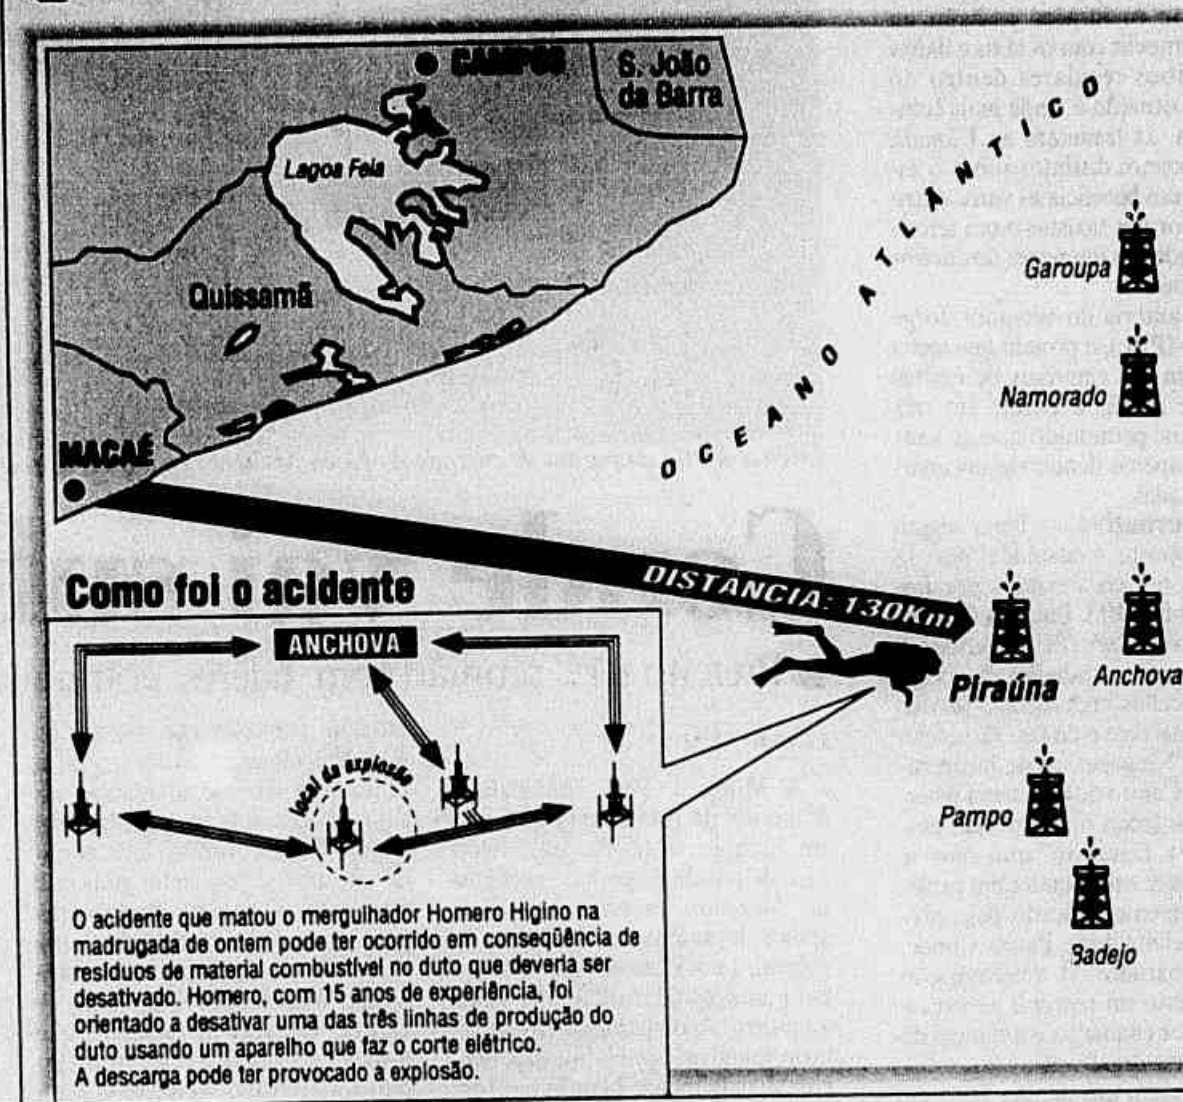 CAMPOS
S. João
da Barra
Lagoa Feia
Quissamã
MACAÉ
OCEANO ATLÂNTICO
Garoupa
Namorado
DISTÂNCIA: 130Km
Piraúna
Anchova
Pampo
Badejo
Como foi o acidente
ANCHOVA
local da explosão
O acidente que matou o mergulhador Homero Higino na
madrugada de ontem pode ter ocorrido em conseqüência de
resíduos de material combustível no duto que deveria ser
desativado. Homero, com 15 anos de experiência, foi
orientado a desativar uma das três linhas de produção do
duto usando um aparelho que faz o corte elétrico.
A descarga pode ter provocado a explosão.